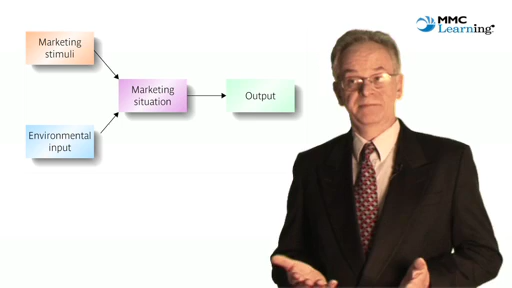 Marketing
stimuli
Marketing
situation
Output
Environmental
input
MMC
Learning